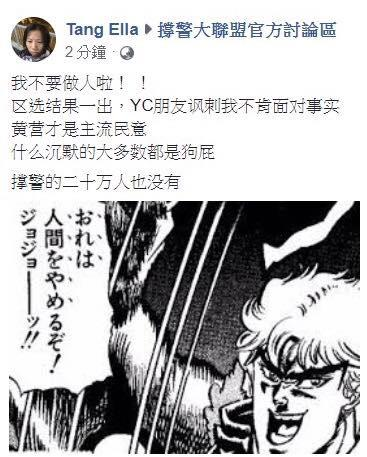 Tang Ella ▸ 撐警大聯盟官方討論區
2 分鐘 ·
我不要做人啦！！
区选结果一出，YC朋友讽刺我不肯面对事实
黄营才是主流民意
什么沉默的大多数都是狗屁
撑警的二十万人也没有
おれは
人間をやめるぞ！
ジョジョ――ッ!!